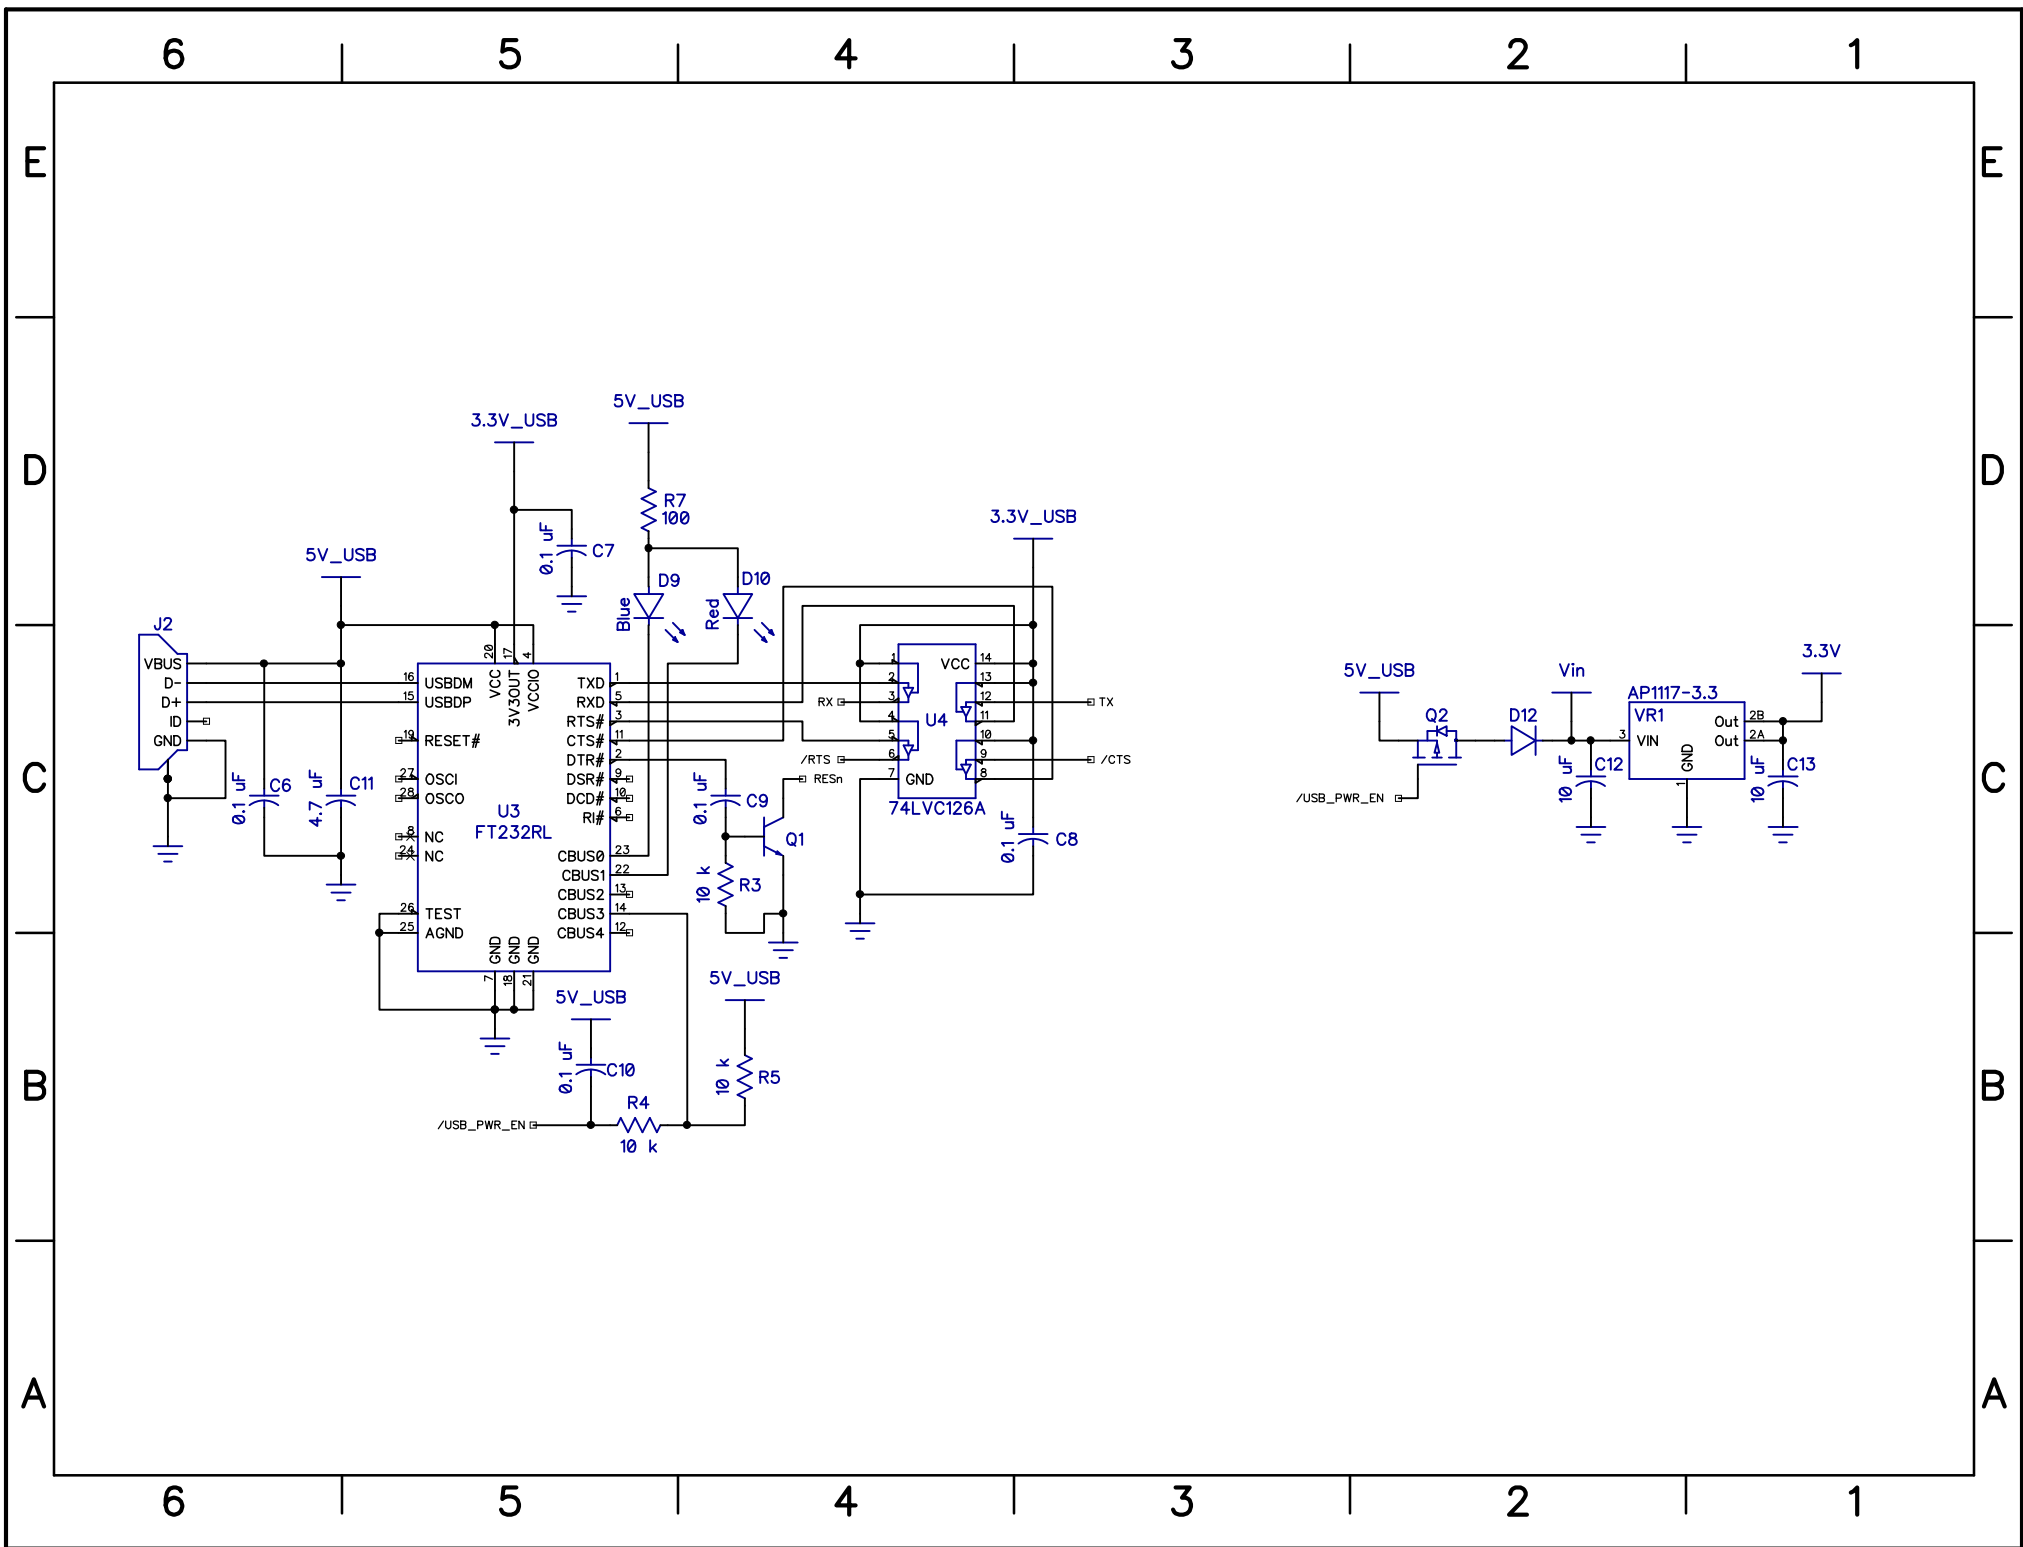 6 5 4 3 2 1
E E
D D
C C
B B
A A
6 5 4 3 2 1
5V_USB
3.3V_USB
R7
100
3.3V_USB
0.1 uF
C7
5V_USB
D9
Blue
D10
Red
J2
VBUS
D-
D+
ID
GND
0.1 uF
C6
4.7 uF
C11
20
17
4
VCC
3V3OUT
VCCIO
16 USBDM
15 USBDP
19 RESET#
27 OSCI
28 OSCO
8 NC
24 NC
26 TEST
25 AGND
U3
FT232RL
TXD 1
RXD 5
RTS# 3
CTS# 11
DTR# 2
DSR# 9
DCD# 10
RI# 6
CBUS0 23
CBUS1 22
CBUS2 13
CBUS3 14
CBUS4 12
GND
GND
GND
7
18
21
0.1 uF
C9
RESn
Q1
10 k
R3
RX
/RTS
1
2
3
4
5
6
7 GND
U4
VCC 14
13
12
11
10
9
8
74LVC126A
TX
/CTS
0.1 uF
C8
5V_USB
0.1 uF
C10
5V_USB
10 k
R5
R4
10 k
/USB_PWR_EN
5V_USB
Q2
/USB_PWR_EN
D12
Vin
10 uF
C12
AP1117-3.3
VR1
3 VIN
GND
1
Out 2B
Out 2A
3.3V
10 uF
C13